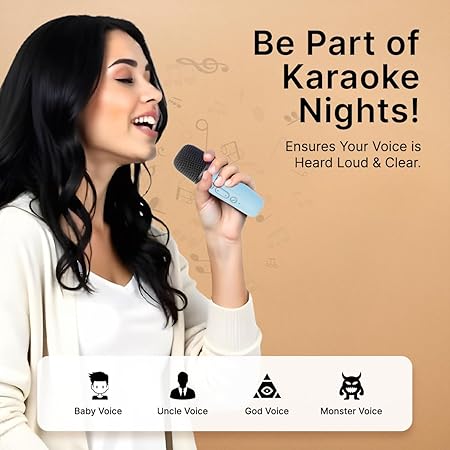 Be Part of
Karaoke
Nights!
Ensures Your Voice is
Heard Loud & Clear.
Baby Voice
Uncle Voice
God Voice
Monster Voice